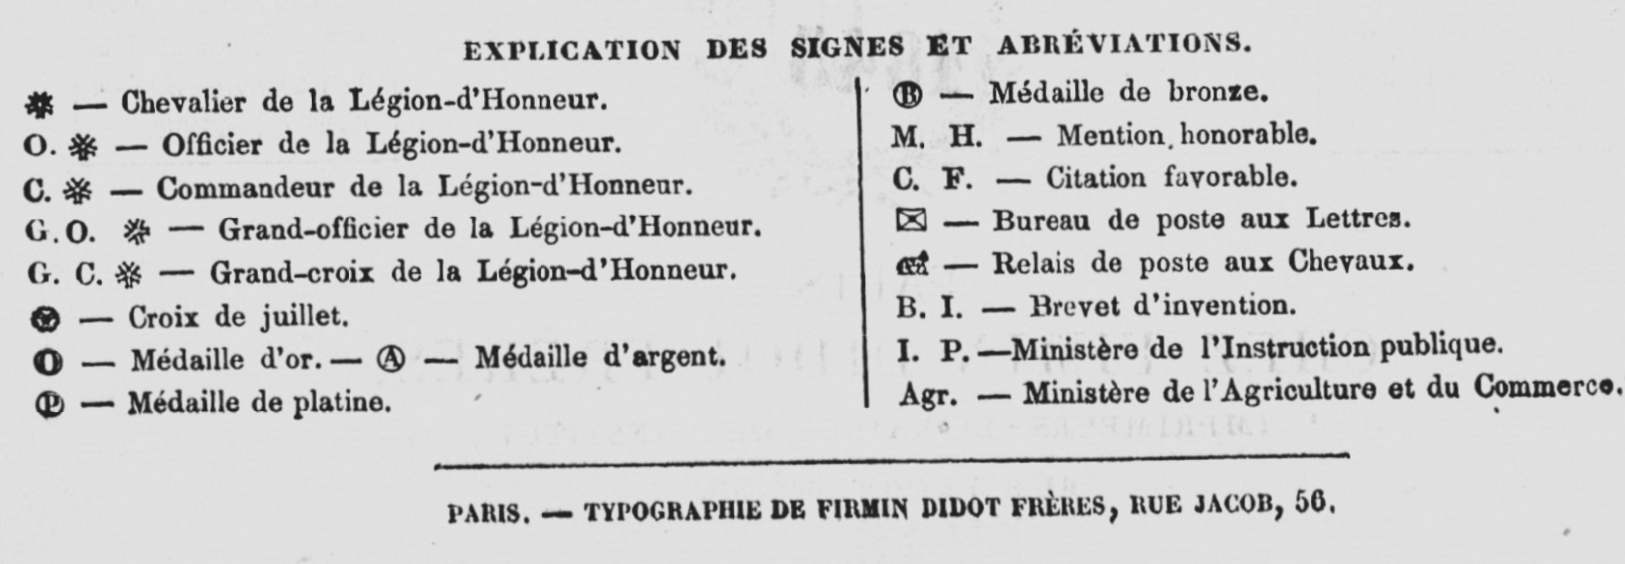 EXPLICATION DES SIGNES ET ABRÉVIATIONS.
❋ — Chevalier de la Légion-d'Honneur.
O. ❋ — Officier de la Légion-d'Honneur.
C. ❋ — Commandeur de la Légion-d'Honneur.
G. O. ❋ — Grand-officier de la Légion-d'Honneur.
G. C. ❋ — Grand-croix de la Légion-d'Honneur.
— Croix de juillet.
Ⓞ — Médaille d'or. — Ⓐ — Médaille d'argent.
Ⓟ — Médaille de platine.
Ⓑ — Médaille de bronze.
M. H. — Mention honorable.
C. F. — Citation favorable.
— Bureau de poste aux Lettres.
— Relais de poste aux Chevaux.
B. I. — Brevet d'invention.
I. P. — Ministère de l'Instruction publique.
Agr. — Ministère de l'Agriculture et du Commerce.
PARIS. — TYPOGRAPHIE DE FIRMIN DIDOT FRÈRES, RUE JACOB, 56.